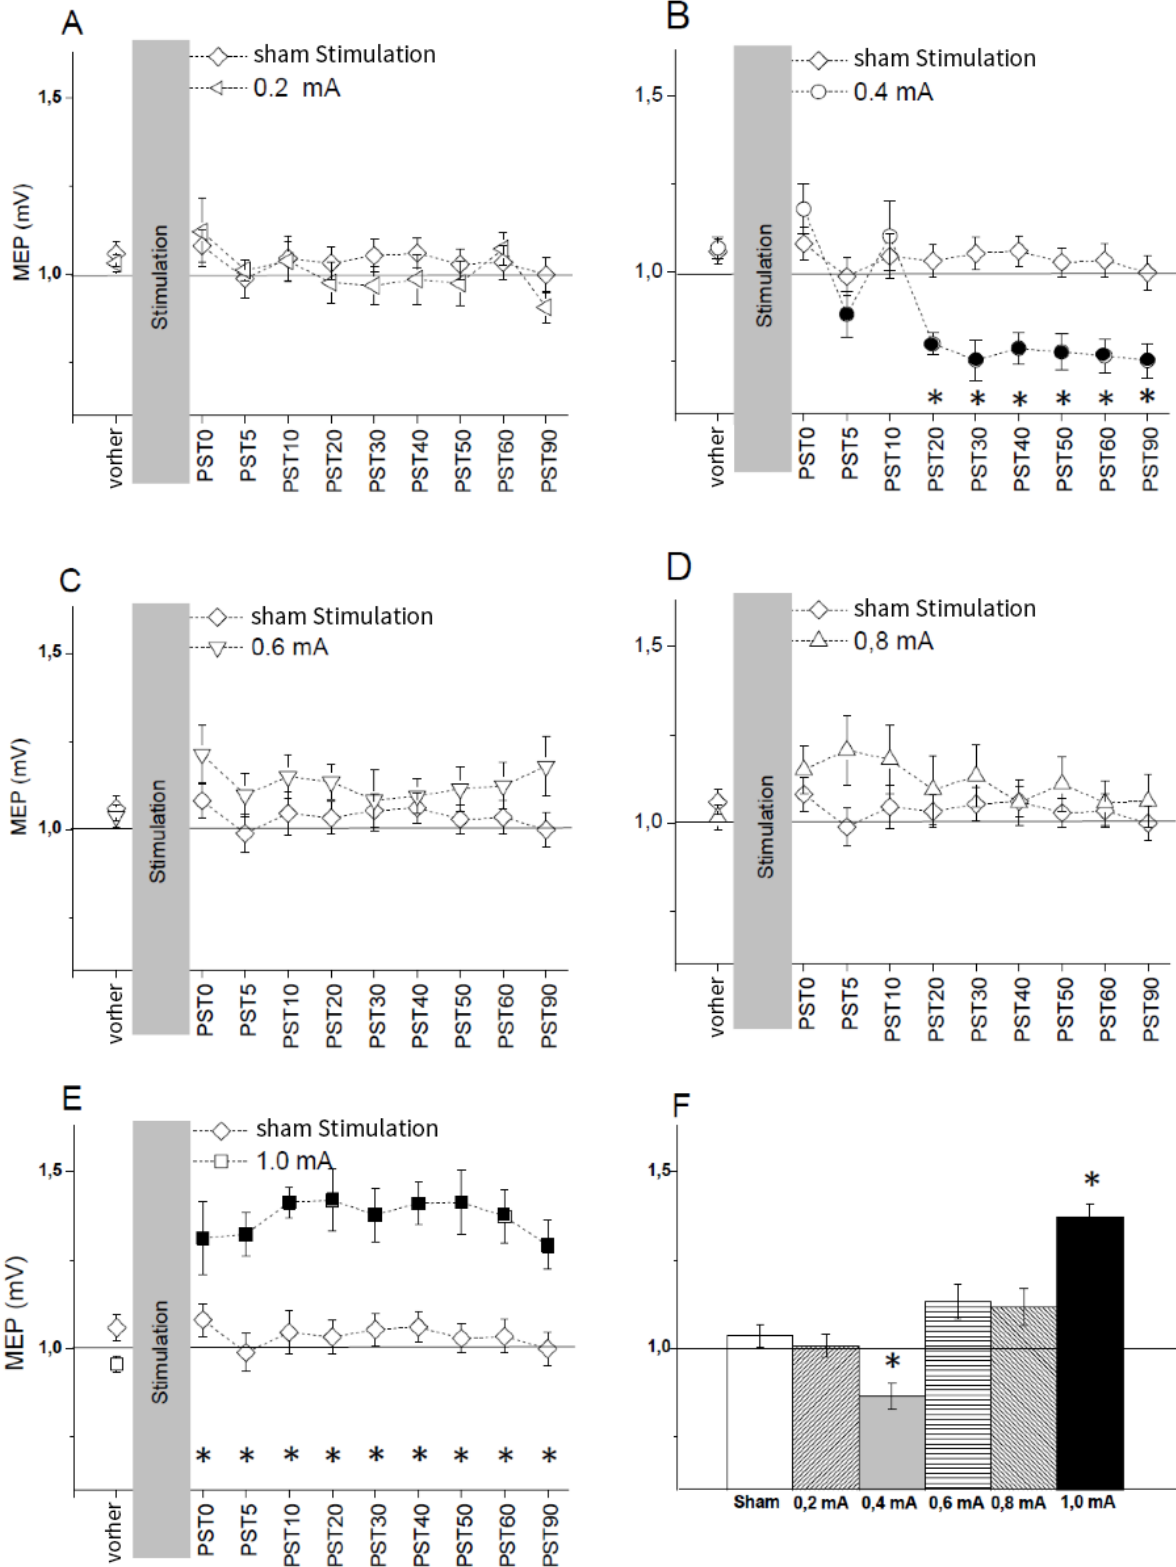 A
sham Stimulation
0.2 mA
1,5
1,0
MEP (mV)
Stimulation
vorher
PST0
PST5
PST10
PST20
PST30
PST40
PST50
PST60
PST90
B
sham Stimulation
0.4 mA
1,5
1,0
Stimulation
* * * * * *
vorher
PST0
PST5
PST10
PST20
PST30
PST40
PST50
PST60
PST90
C
sham Stimulation
0.6 mA
1,5
1,0
MEP (mV)
Stimulation
vorher
PST0
PST5
PST10
PST20
PST30
PST40
PST50
PST60
PST90
D
sham Stimulation
0,8 mA
1,5
1,0
Stimulation
vorher
PST0
PST5
PST10
PST20
PST30
PST40
PST50
PST60
PST90
E
sham Stimulation
1.0 mA
1,5
1,0
MEP (mV)
Stimulation
* * * * * * * * *
vorher
PST0
PST5
PST10
PST20
PST30
PST40
PST50
PST60
PST90
F
1,5
*
1,0
*
Sham 0,2 mA 0,4 mA 0,6 mA 0,8 mA 1,0 mA